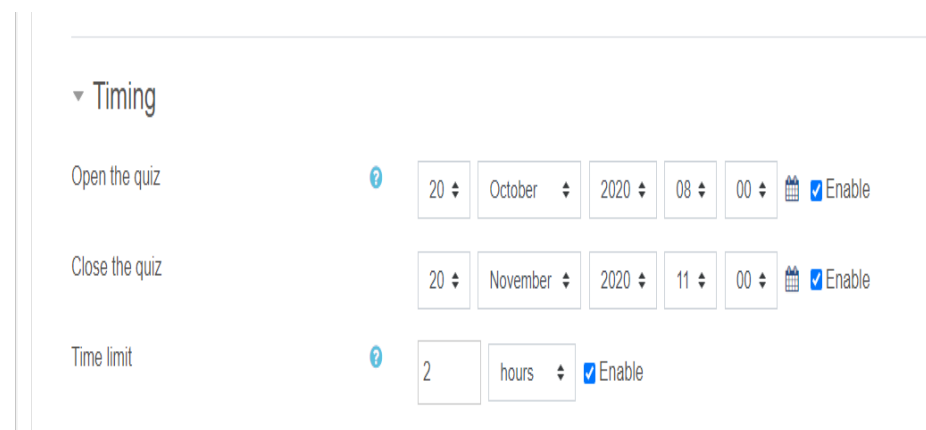 Timing
Open the quiz ? 20 October 2020 08 00 Enable
Close the quiz 20 November 2020 11 00 Enable
Time limit ? 2 hours Enable